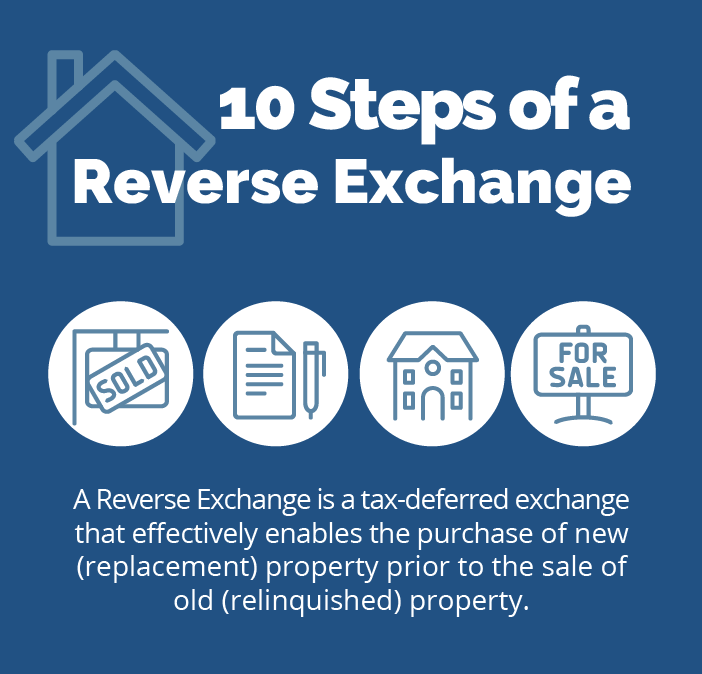 10 Steps of a
Reverse Exchange
SOLD
FOR
SALE
A Reverse Exchange is a tax-deferred exchange
that effectively enables the purchase of new
(replacement) property prior to the sale of
old (relinquished) property.